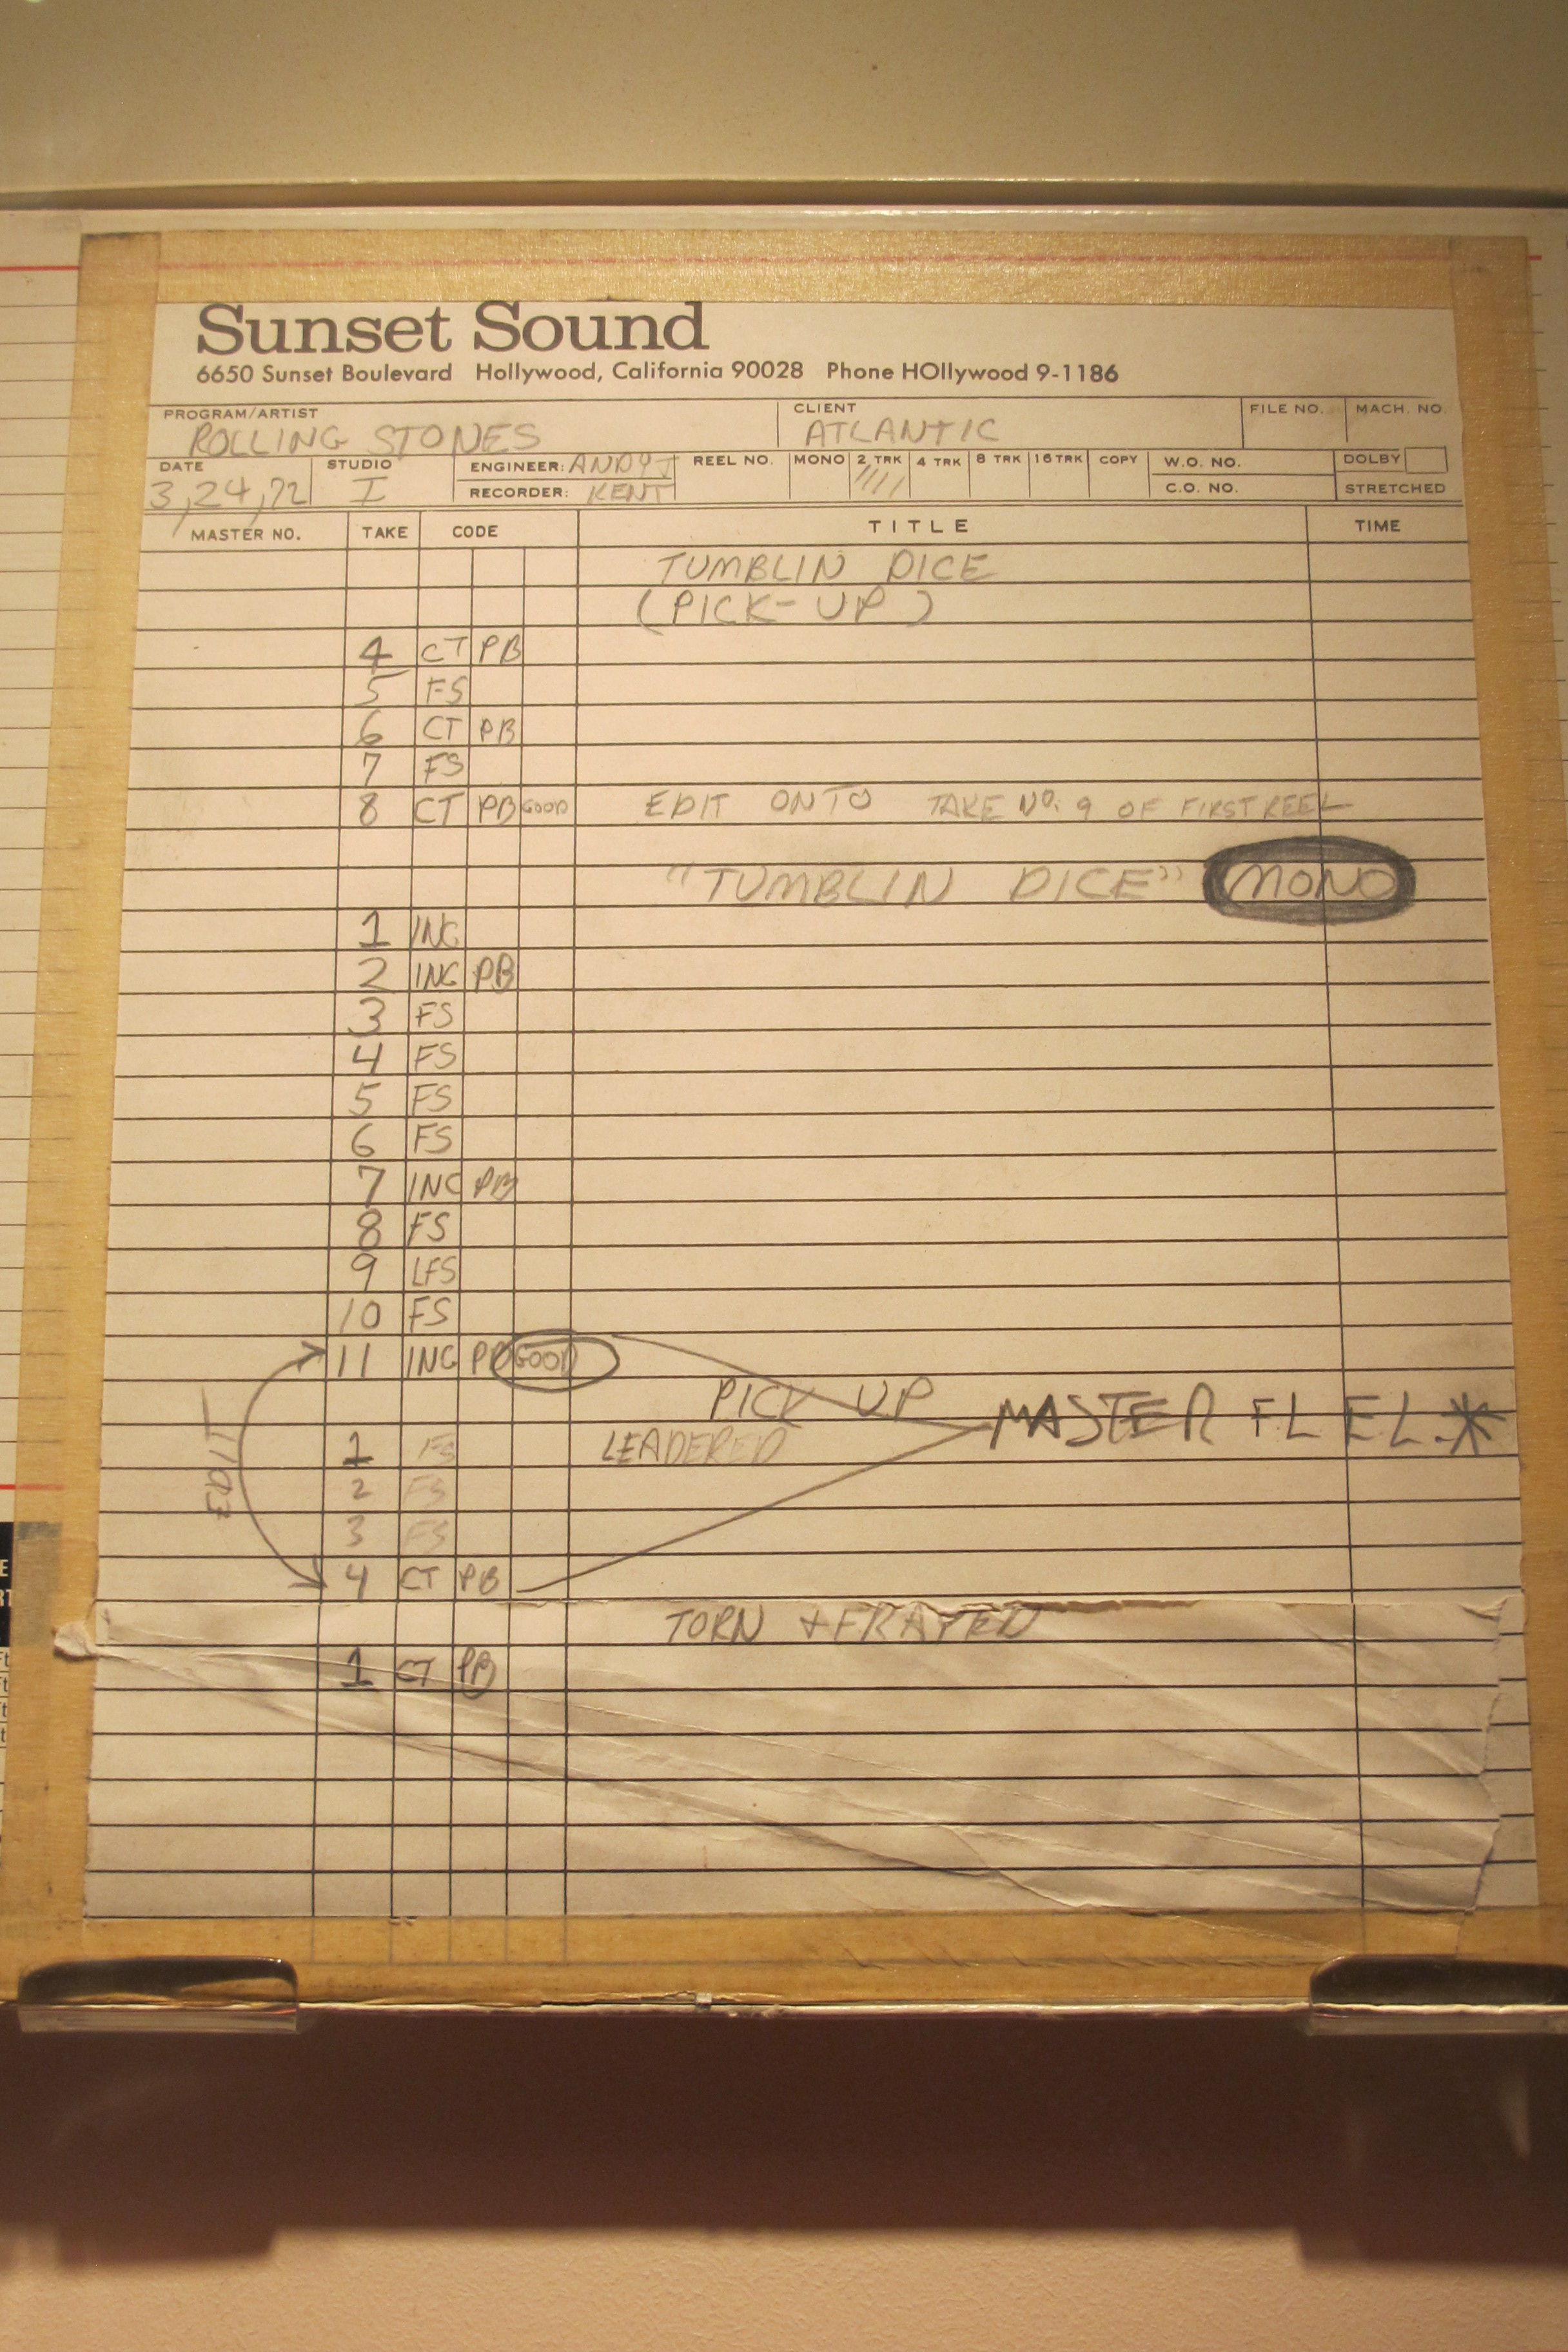 Sunset Sound
6650 Sunset Boulevard Hollywood, California 90028 Phone HOllywood 9-1186
PROGRAM/ARTIST CLIENT FILE NO. MACH. NO.
ROLLING STONES ATLANTIC
DATE STUDIO ENGINEER: ANDY J REEL NO. MONO 2 TRK 4 TRK 8 TRK 16 TRK COPY W.O. NO. DOLBY
3,24,72 I RECORDER: KENT C.O. NO. STRETCHED
MASTER NO. TAKE CODE TITLE TIME
TUMBLIN DICE
(PICK-UP)
4 CT PB
5 FS
6 CT PB
7 FS
8 CT PB GOOD EDIT ONTO TAKE NO. 9 OF FIRST REEL
"TUMBLIN DICE" MONO
1 INC
2 INC PB
3 FS
4 FS
5 FS
6 FS
7 INC PB
8 FS
9 LFS
10 FS
11 INC PB GOOD
PICK UP MASTER F.L E.L.*
1 FS LEADERED
EDIT
2 FS
3 FS
4 CT PB
TORN + FRAYED
1 CT PB